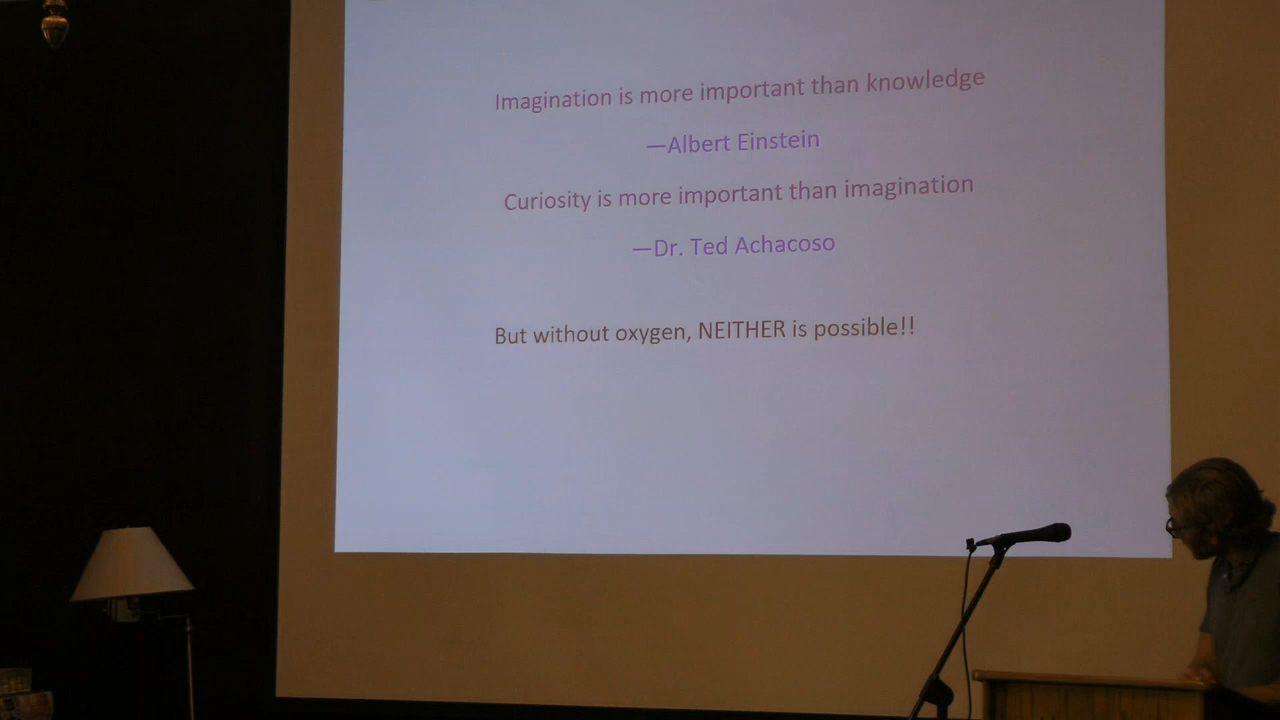 Imagination is more important than knowledge
—Albert Einstein
Curiosity is more important than imagination
—Dr. Ted Achacoso
But without oxygen, NEITHER is possible!!